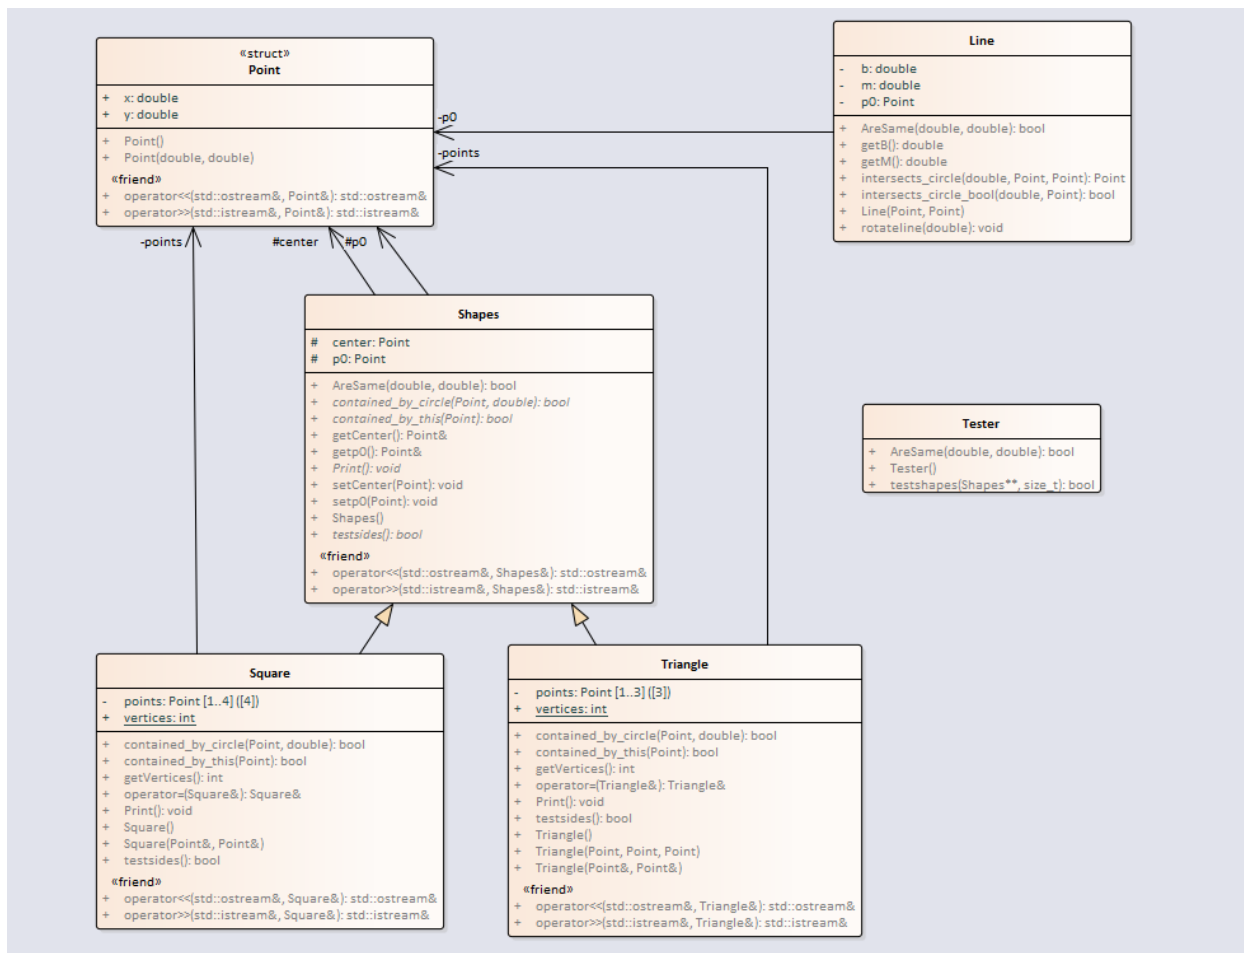 «struct»
Point
+ x: double
+ y: double
+ Point()
+ Point(double, double)
«friend»
+ operator<<(std::ostream&, Point&): std::ostream&
+ operator>>(std::istream&, Point&): std::istream&
Line
- b: double
- m: double
- p0: Point
+ AreSame(double, double): bool
+ getB(): double
+ getM(): double
+ intersects_circle(double, Point, Point): Point
+ intersects_circle_bool(double, Point): bool
+ Line(Point, Point)
+ rotateline(double): void
-p0
-points
-points
#center
#p0
Shapes
# center: Point
# p0: Point
+ AreSame(double, double): bool
+ contained_by_circle(Point, double): bool
+ contained_by_this(Point): bool
+ getCenter(): Point&
+ getp0(): Point&
+ Print(): void
+ setCenter(Point): void
+ setp0(Point): void
+ Shapes()
+ testsides(): bool
«friend»
+ operator<<(std::ostream&, Shapes&): std::ostream&
+ operator>>(std::istream&, Shapes&): std::istream&
Tester
+ AreSame(double, double): bool
+ Tester()
+ testshapes(Shapes**, size_t): bool
Square
- points: Point [1..4] ([4])
+ vertices: int
+ contained_by_circle(Point, double): bool
+ contained_by_this(Point): bool
+ getVertices(): int
+ operator=(Square&): Square&
+ Print(): void
+ Square()
+ Square(Point&, Point&)
+ testsides(): bool
«friend»
+ operator<<(std::ostream&, Square&): std::ostream&
+ operator>>(std::istream&, Square&): std::istream&
Triangle
- points: Point [1..3] ([3])
+ vertices: int
+ contained_by_circle(Point, double): bool
+ contained_by_this(Point): bool
+ getVertices(): int
+ operator=(Triangle&): Triangle&
+ Print(): void
+ testsides(): bool
+ Triangle()
+ Triangle(Point, Point, Point)
+ Triangle(Point&, Point&)
«friend»
+ operator<<(std::ostream&, Triangle&): std::ostream&
+ operator>>(std::istream&, Triangle&): std::istream&